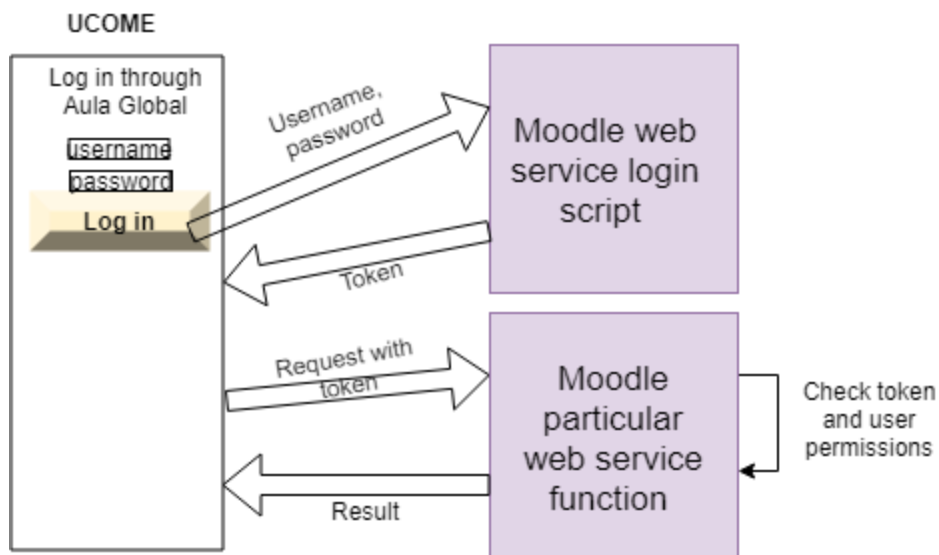 UCOME
Log in through
Aula Global
username
password
Log in
Username,
password
Moodle web
service login
script
Token
Request with
token
Moodle
particular
web service
function
Check token
and user
permissions
Result